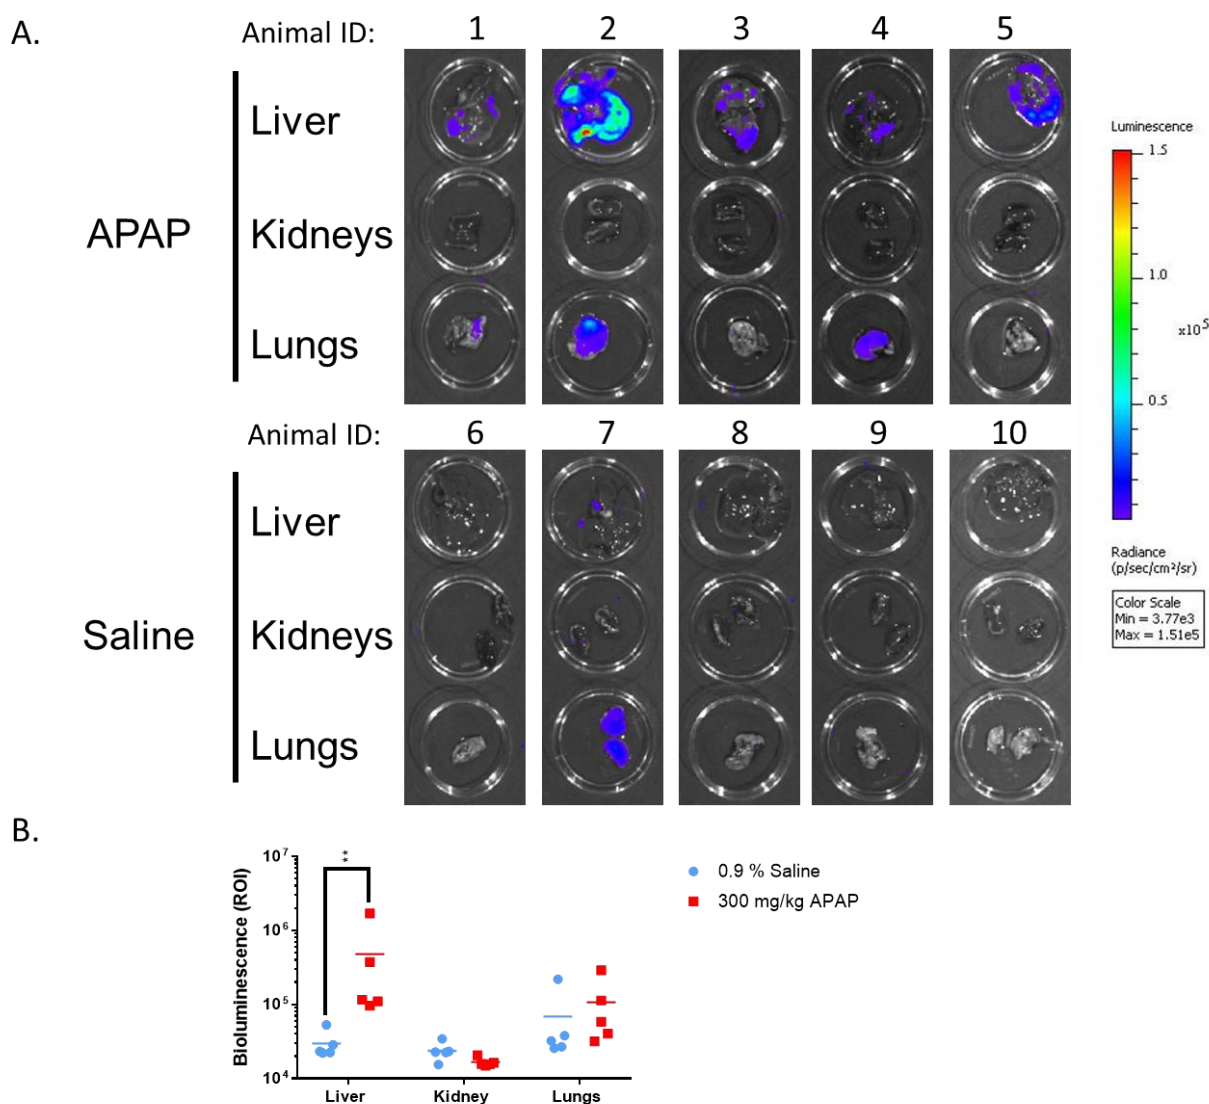 A.
Animal ID: 1 2 3 4 5
Liver
APAP Kidneys
Lungs
Luminescence
1.5
1.0
x10⁵
0.5
Radiance
(p/sec/cm²/sr)
Color Scale
Min = 3.77e3
Max = 1.51e5
Animal ID: 6 7 8 9 10
Liver
Saline Kidneys
Lungs
B.
Bioluminescence (ROI)
10⁷
10⁶
10⁵
10⁴
**
Liver Kidney Lungs
0.9 % Saline
300 mg/kg APAP